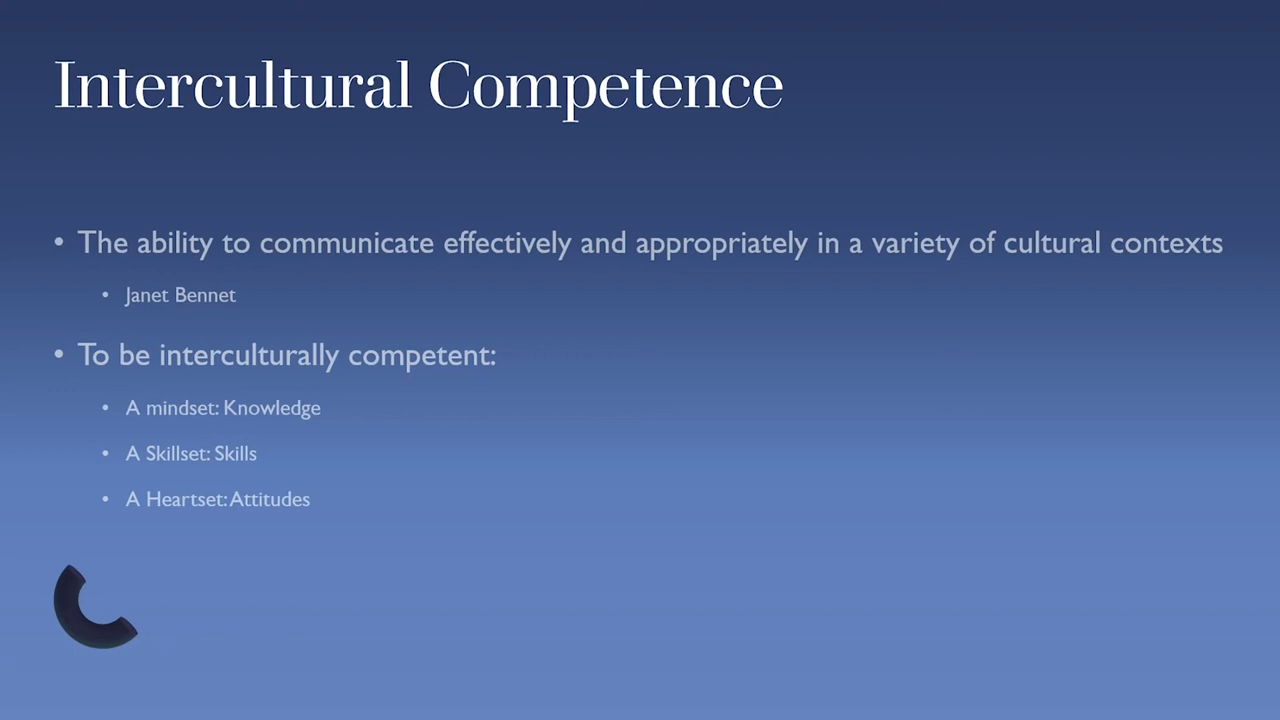 Intercultural Competence
• The ability to communicate effectively and appropriately in a variety of cultural contexts
• Janet Bennet
• To be interculturally competent:
• A mindset: Knowledge
• A Skillset: Skills
• A Heartset: Attitudes